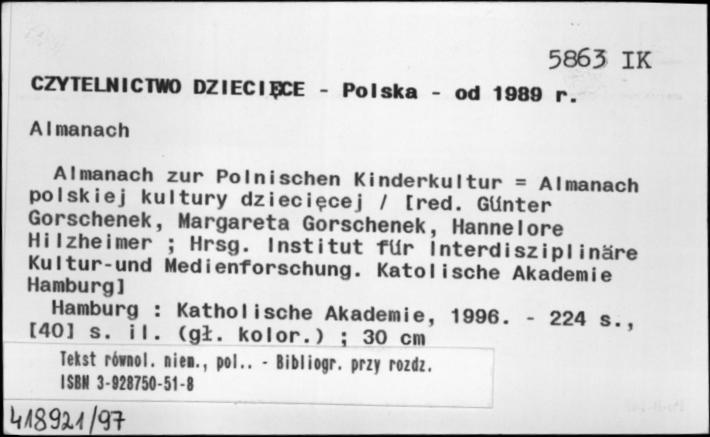 5863 IK
CZYTELNICTWO DZIECIĘCE - Polska - od 1989 r.
Almanach
Almanach zur Polnischen Kinderkultur = Almanach
polskiej kultury dziecięcej / [red. Günter
Gorschenek, Margareta Gorschenek, Hannelore
Hilzheimer ; Hrsg. Institut für Interdisziplinäre
Kultur-und Medienforschung. Katolische Akademie
Hamburg]
Hamburg : Katholische Akademie, 1996. - 224 s.,
[40] s. il. (gł. kolor.) ; 30 cm
Tekst równol. niem., pol.. - Bibliogr. przy rozdz.
ISBN 3-928750-51-8
418921/97